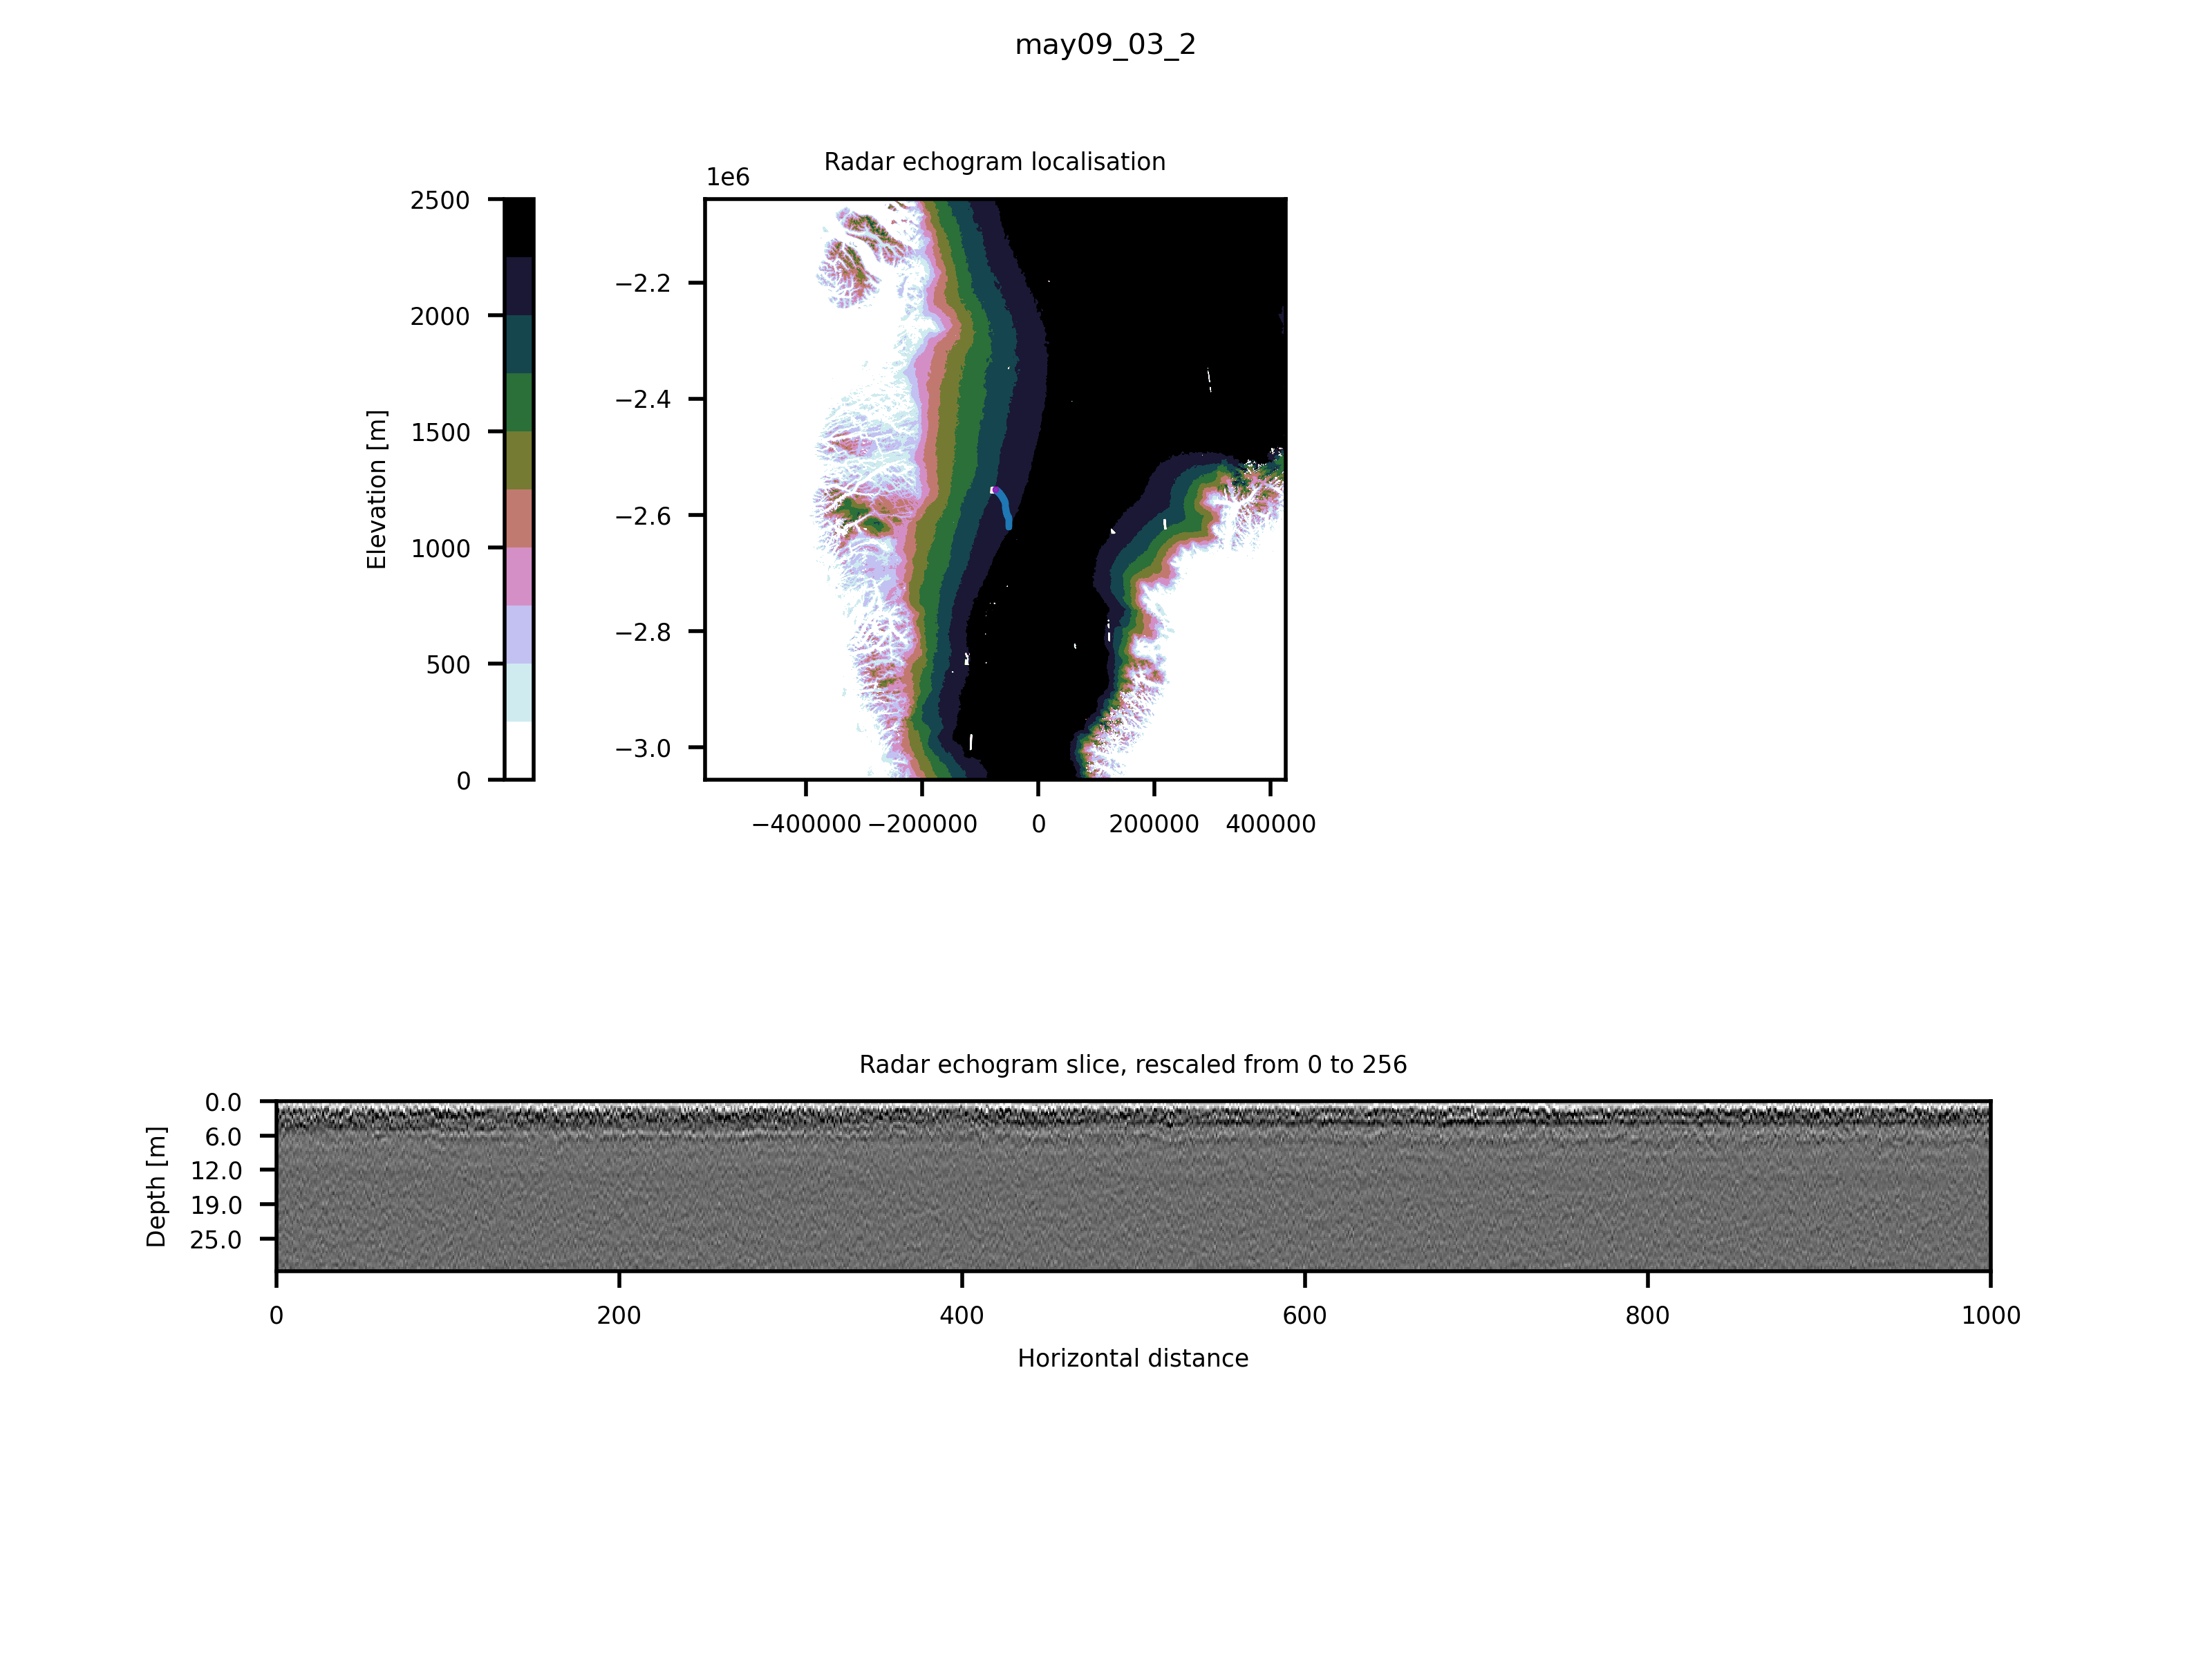 may09_03_2
Radar echogram localisation
1e6
2500
2000
1500
1000
500
0
Elevation [m]
−2.2
−2.4
−2.6
−2.8
−3.0
−400000 −200000 0 200000 400000
Radar echogram slice, rescaled from 0 to 256
0.0
6.0
12.0
19.0
25.0
Depth [m]
0 200 400 600 800 1000
Horizontal distance